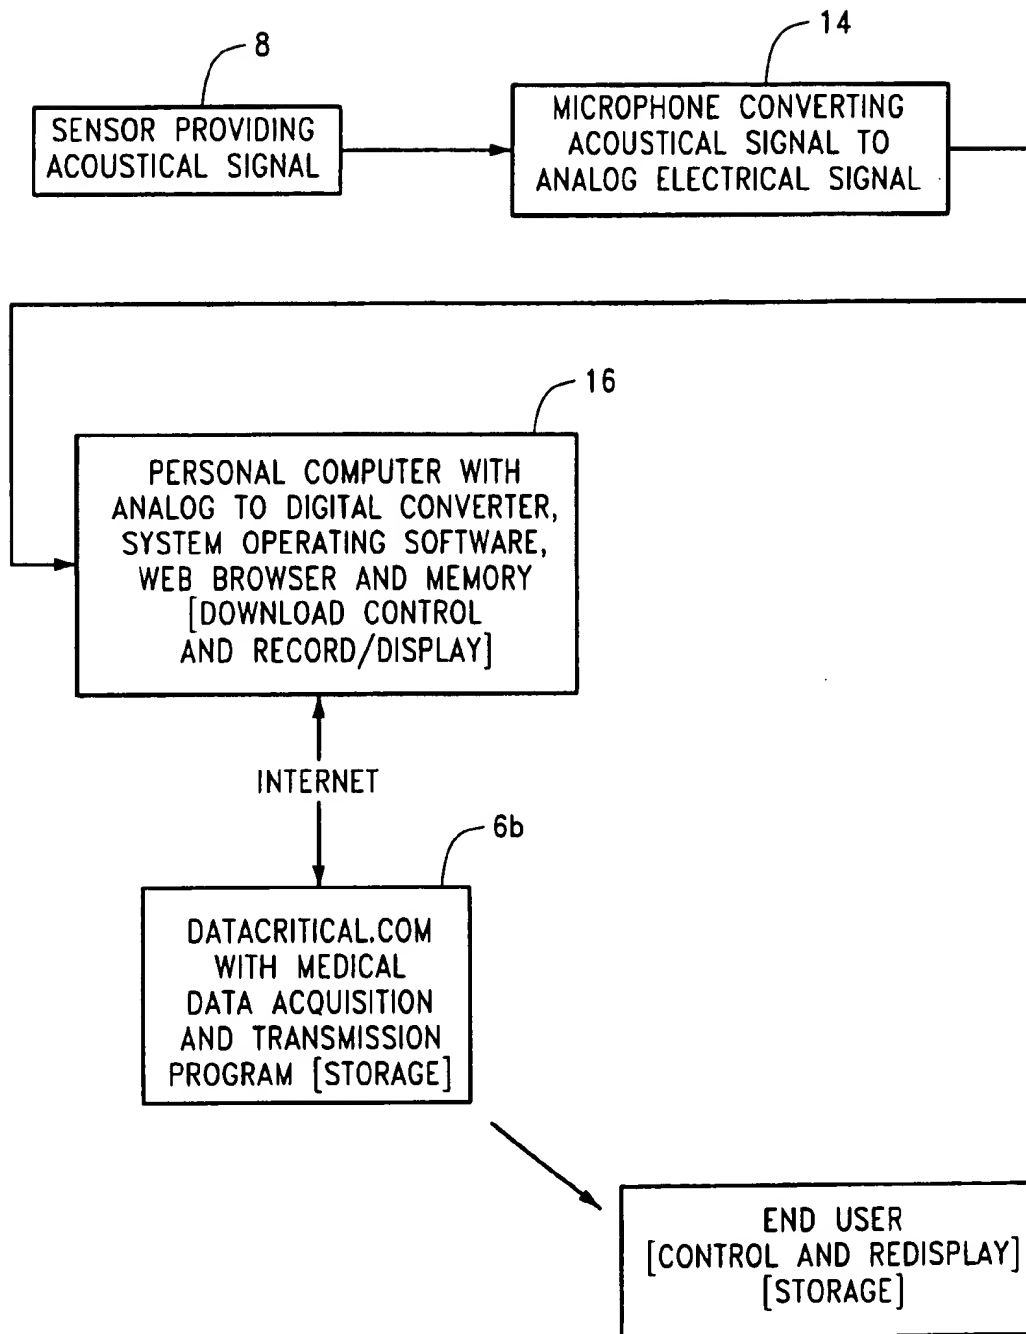 8
14
SENSOR PROVIDING
ACOUSTICAL SIGNAL
MICROPHONE CONVERTING
ACOUSTICAL SIGNAL TO
ANALOG ELECTRICAL SIGNAL
16
PERSONAL COMPUTER WITH
ANALOG TO DIGITAL CONVERTER,
SYSTEM OPERATING SOFTWARE,
WEB BROWSER AND MEMORY
[DOWNLOAD CONTROL
AND RECORD/DISPLAY]
INTERNET
6b
DATACRITICAL.COM
WITH MEDICAL
DATA ACQUISITION
AND TRANSMISSION
PROGRAM [STORAGE]
END USER
[CONTROL AND REDISPLAY]
[STORAGE]